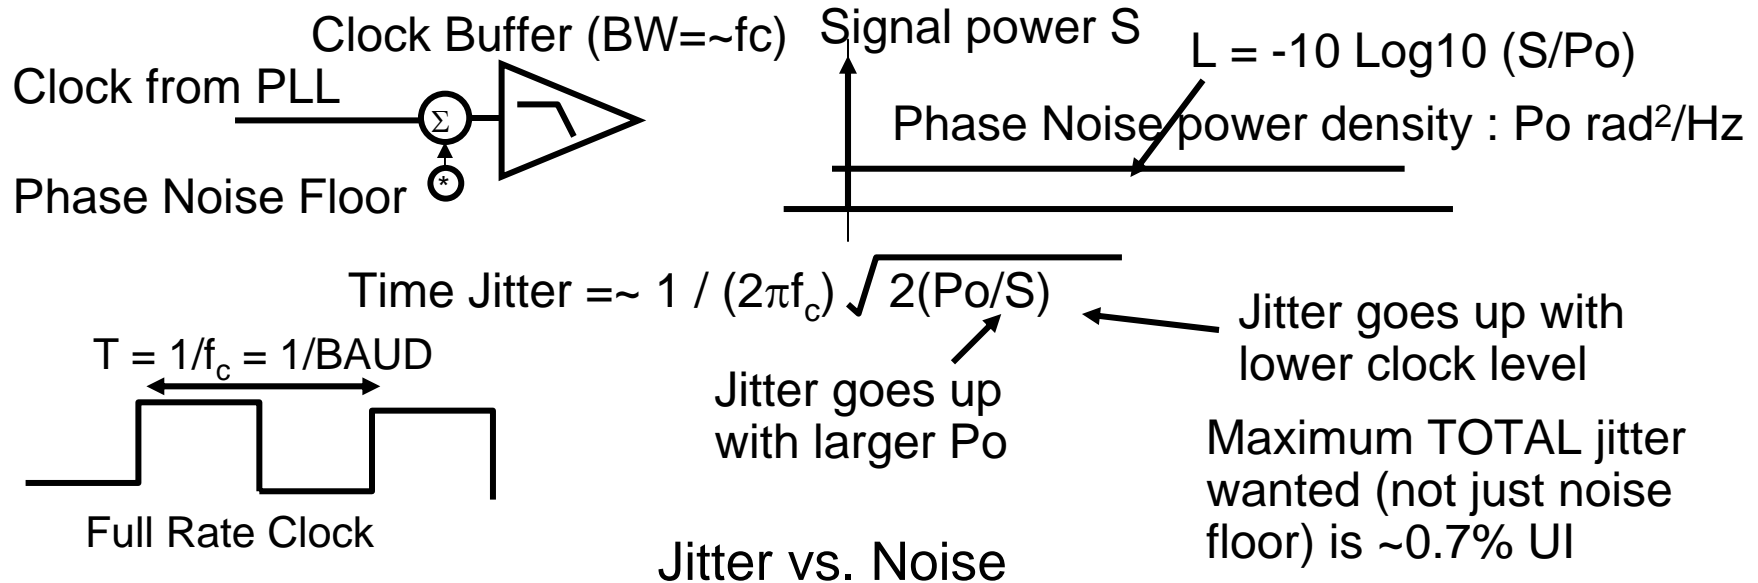 Clock Buffer (BW=~fc)
Signal power S
L = -10 Log10 (S/Po)
Clock from PLL
Σ
Phase Noise power density : Po rad²/Hz
*
Phase Noise Floor
Time Jitter =~ 1 / (2πf_c) √ 2(Po/S)
T = 1/f_c = 1/BAUD
Jitter goes up with
lower clock level
Jitter goes up
with larger Po
Maximum TOTAL jitter
wanted (not just noise
floor) is ~0.7% UI
Full Rate Clock
Jitter vs. Noise